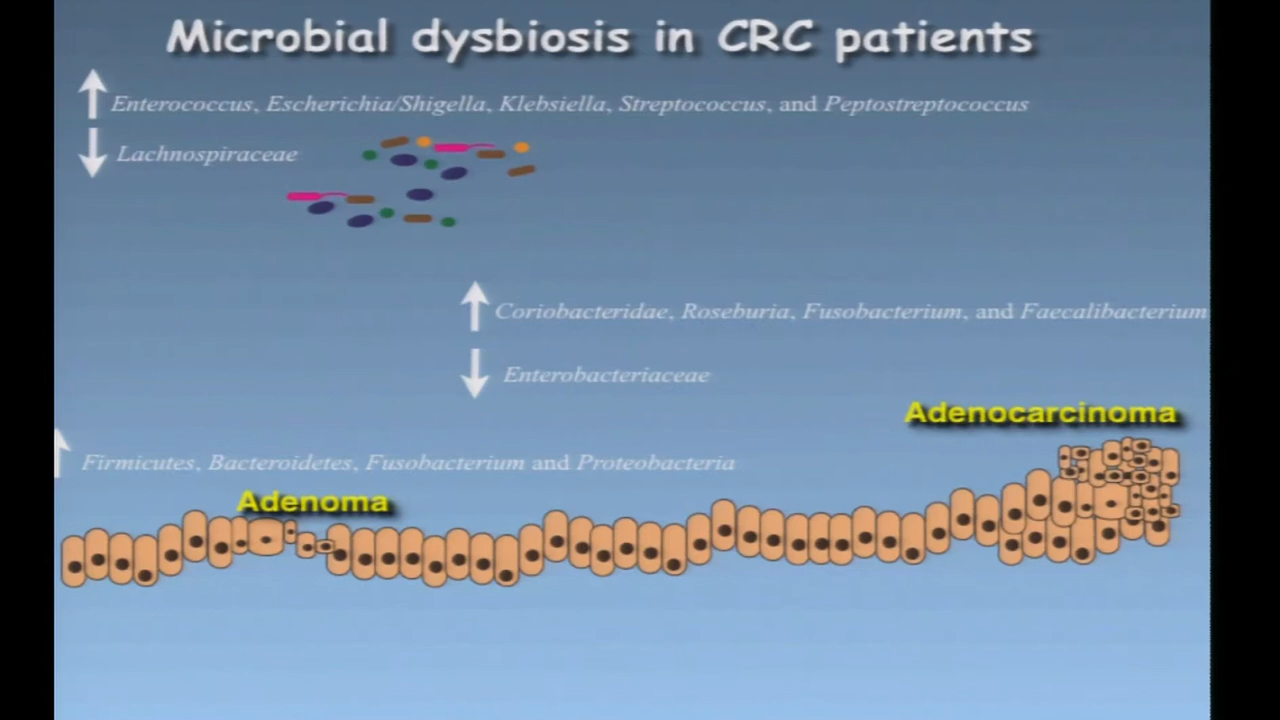 Microbial dysbiosis in CRC patients
Enterococcus, Escherichia/Shigella, Klebsiella, Streptococcus, and Peptostreptococcus
Lachnospiraceae
Coriobacteridae, Roseburia, Fusobacterium, and Faecalibacterium
Enterobacteriaceae
Adenocarcinoma
Firmicutes, Bacteroidetes, Fusobacterium and Proteobacteria
Adenoma